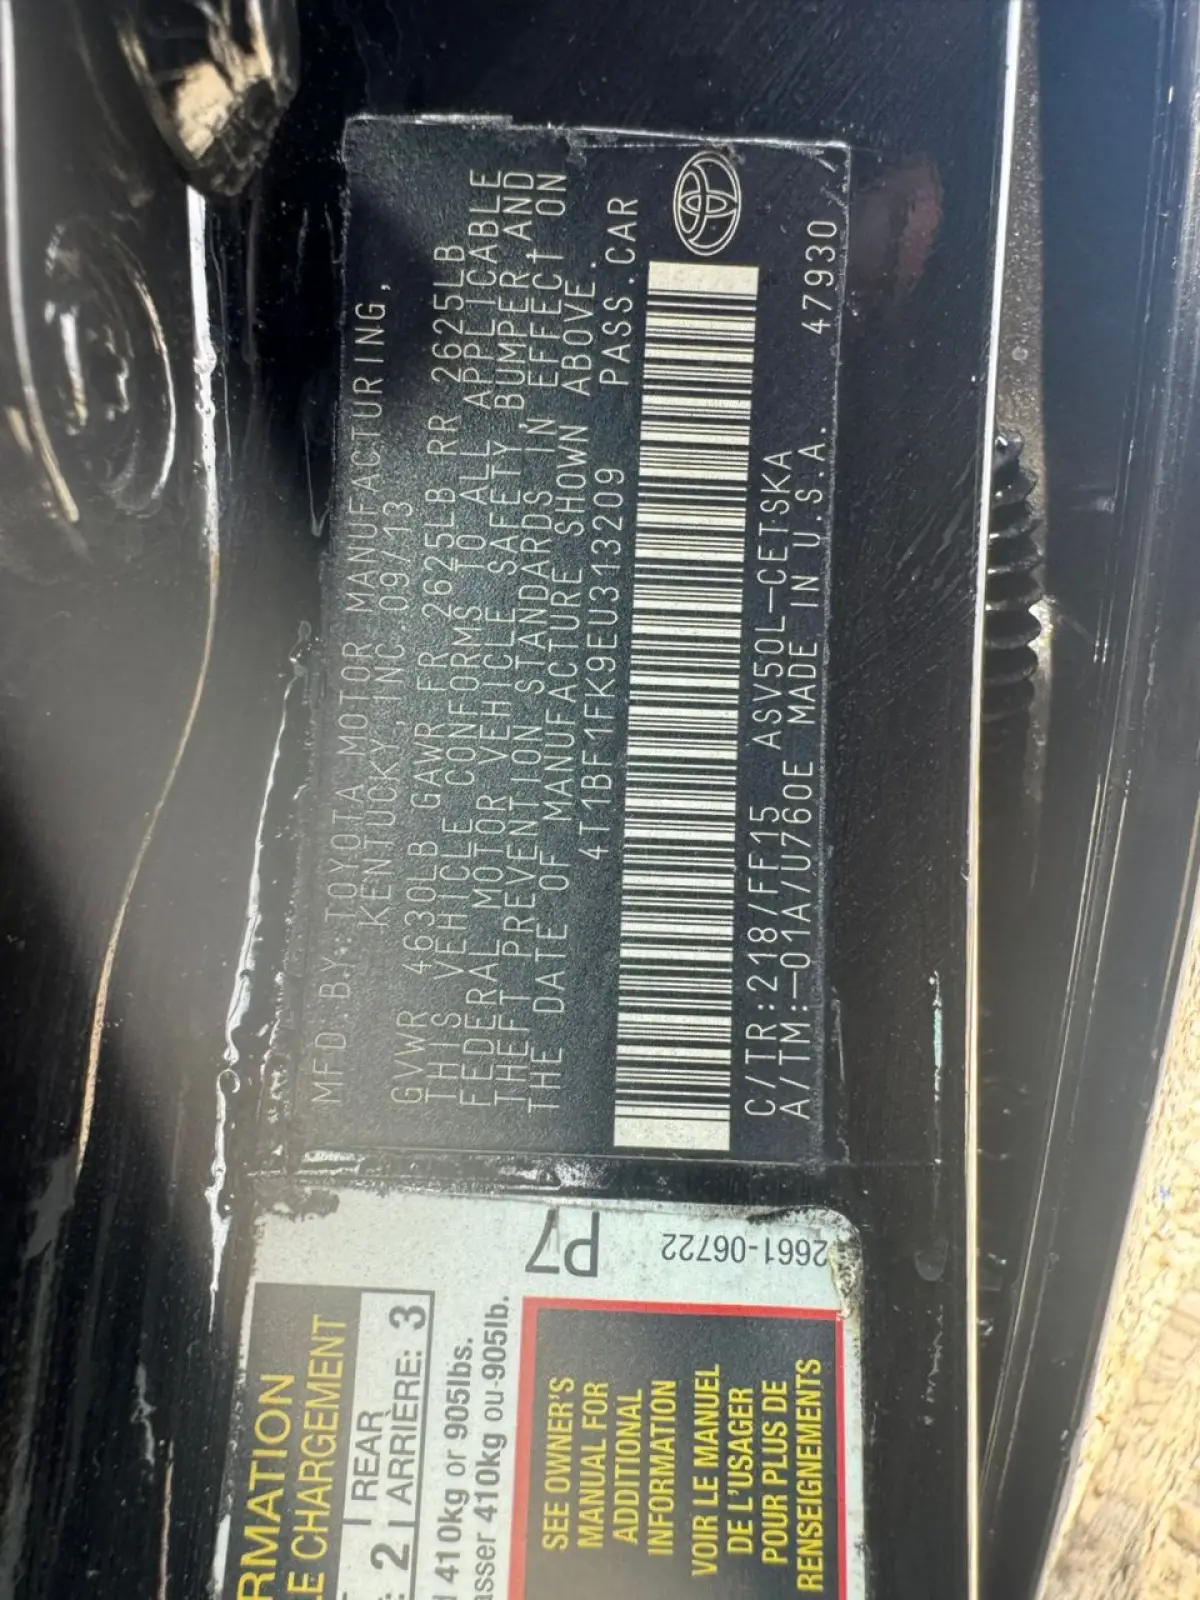 MFD.BY:TOYOTA MOTOR MANUFACTURING,
KENTUCKY,INC.09/13
GVWR 4630LB GAWR FR 2625LB RR 2625LB
THIS VEHICLE CONFORMS TO ALL APPLICABLE
FEDERAL MOTOR VEHICLE SAFETY,BUMPER,AND
THEFT PREVENTION STANDARDS IN EFFECT ON
THE DATE OF MANUFACTURE SHOWN ABOVE.
4T1BF1FK9EU313209 PASS.CAR
C/TR:218/FF15 ASV50L-CETSKA
A/TM:-01A/U760E MADE IN U.S.A. 47930
P7
2661-06722
RMATION
LE CHARGEMENT
2 REAR
ARRIÈRE: 3
410kg or 905lbs.
asser 410kg ou 905lb.
SEE OWNER'S
MANUAL FOR
ADDITIONAL
INFORMATION
VOIR LE MANUEL
DE L'USAGER
POUR PLUS DE
RENSEIGNEMENTS